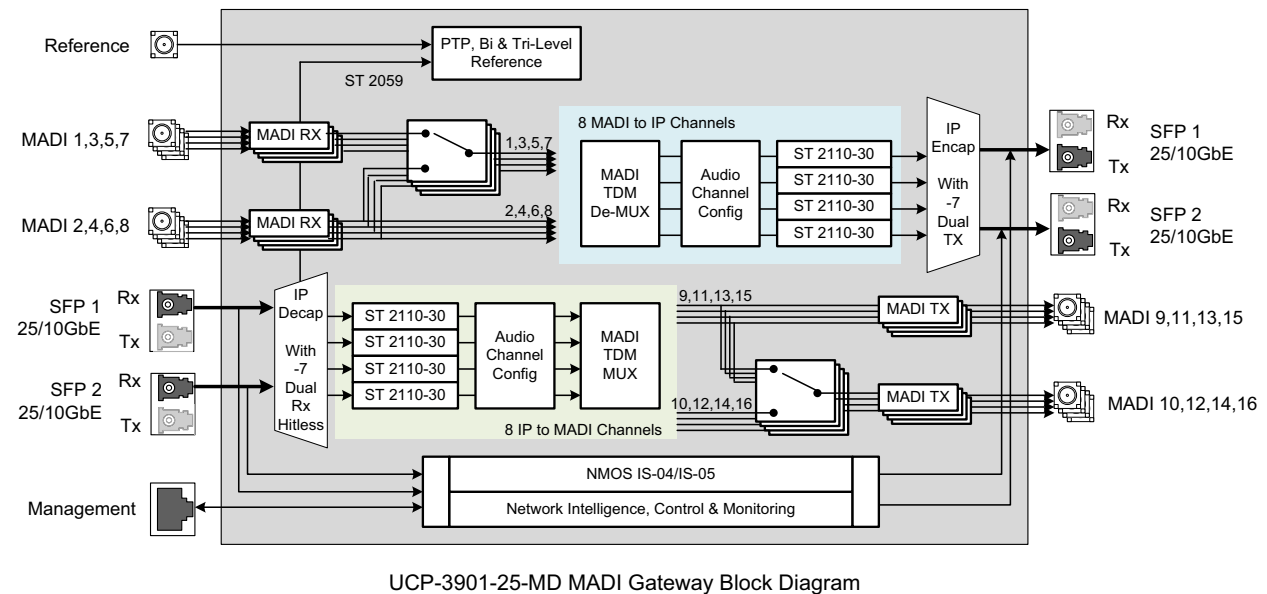 Reference
PTP, Bi & Tri-Level
Reference
ST 2059
MADI 1,3,5,7
MADI RX
1,3,5,7
MADI 2,4,6,8
MADI RX
2,4,6,8
8 MADI to IP Channels
MADI
TDM
De-MUX
Audio
Channel
Config
ST 2110-30
ST 2110-30
ST 2110-30
ST 2110-30
IP
Encap
With
-7
Dual
TX
Rx
Tx
SFP 1
25/10GbE
Rx
Tx
SFP 2
25/10GbE
SFP 1
25/10GbE
Rx
Tx
SFP 2
25/10GbE
Rx
Tx
IP
Decap
With
-7
Dual
Rx
Hitless
ST 2110-30
ST 2110-30
ST 2110-30
ST 2110-30
Audio
Channel
Config
MADI
TDM
MUX
8 IP to MADI Channels
9,11,13,15
10,12,14,16
MADI TX
MADI 9,11,13,15
MADI TX
MADI 10,12,14,16
Management
NMOS IS-04/IS-05
Network Intelligence, Control & Monitoring
UCP-3901-25-MD MADI Gateway Block Diagram